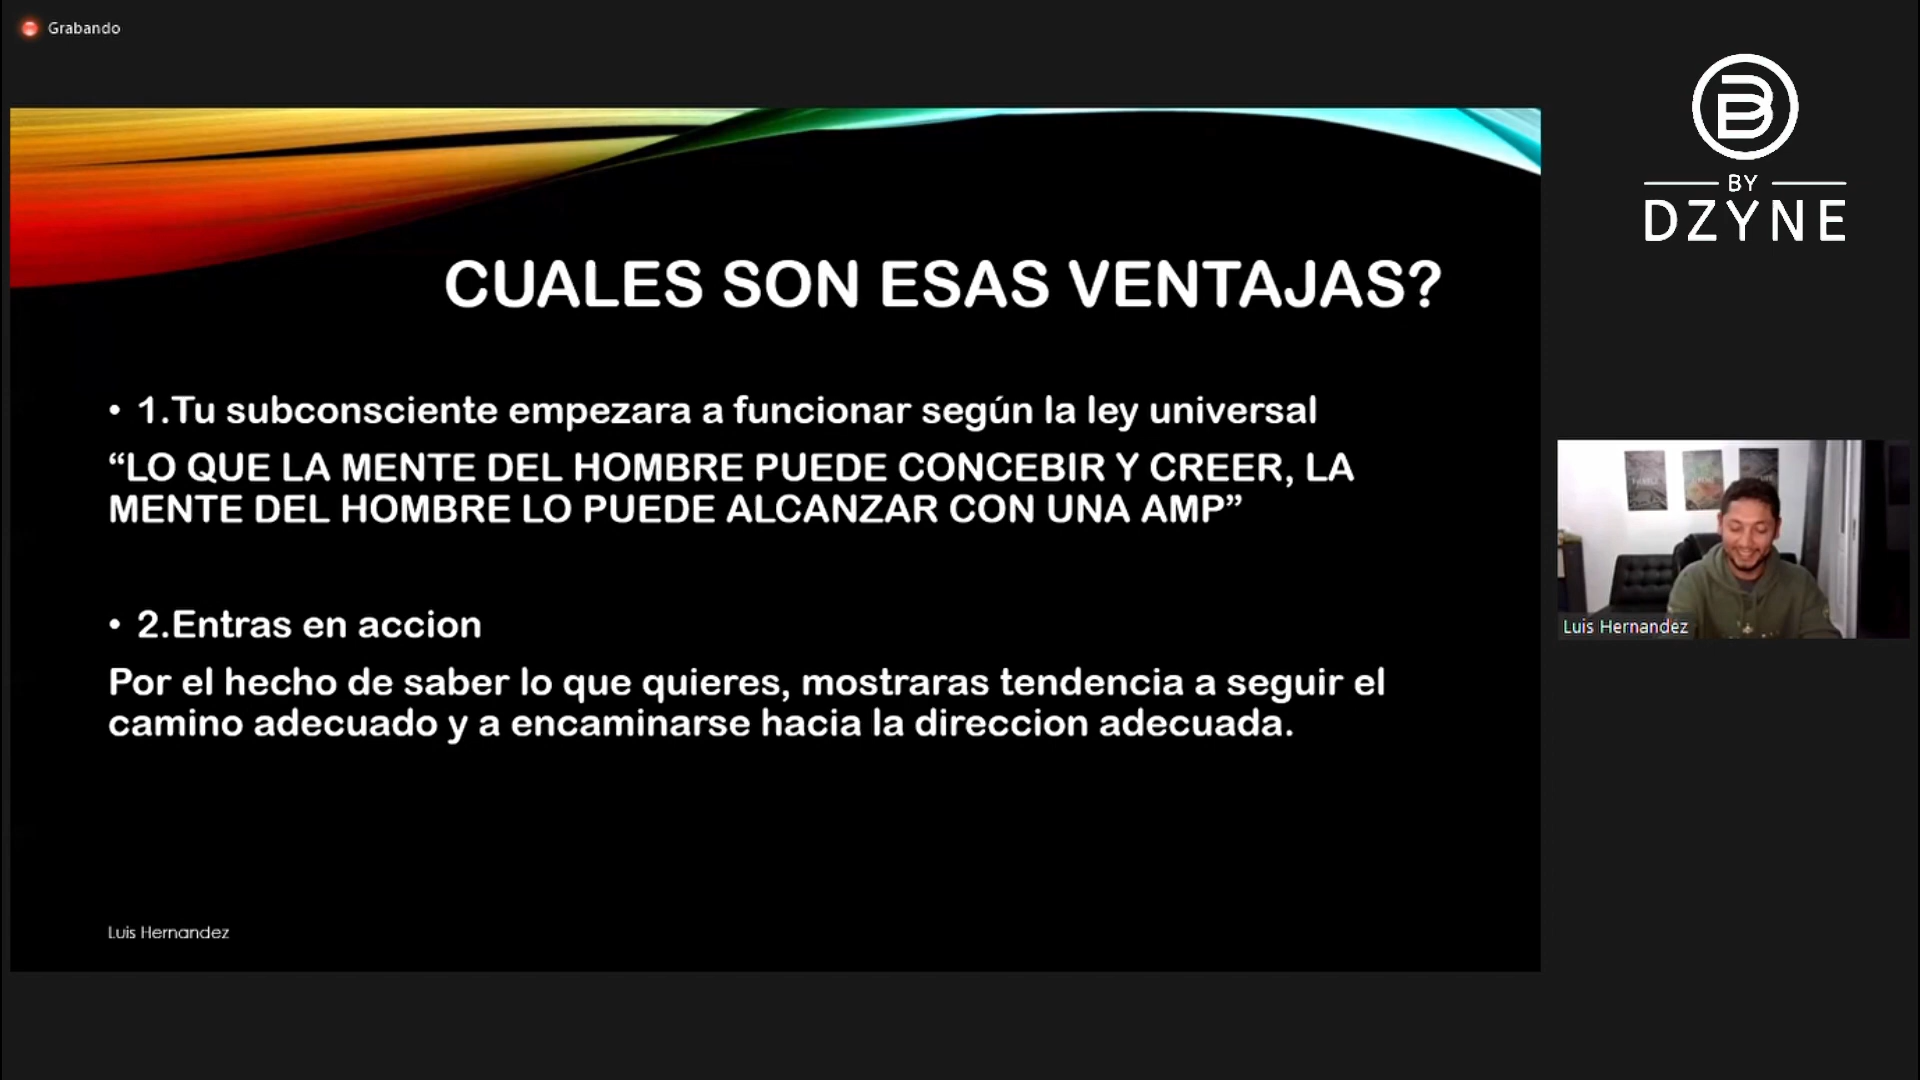 Grabando
B
BY
DZYNE
CUALES SON ESAS VENTAJAS?
• 1.Tu subconsciente empezara a funcionar según la ley universal
“LO QUE LA MENTE DEL HOMBRE PUEDE CONCEBIR Y CREER, LA
MENTE DEL HOMBRE LO PUEDE ALCANZAR CON UNA AMP”
• 2.Entras en accion
Por el hecho de saber lo que quieres, mostraras tendencia a seguir el
camino adecuado y a encaminarse hacia la direccion adecuada.
Luis Hernandez
Luis Hernandez